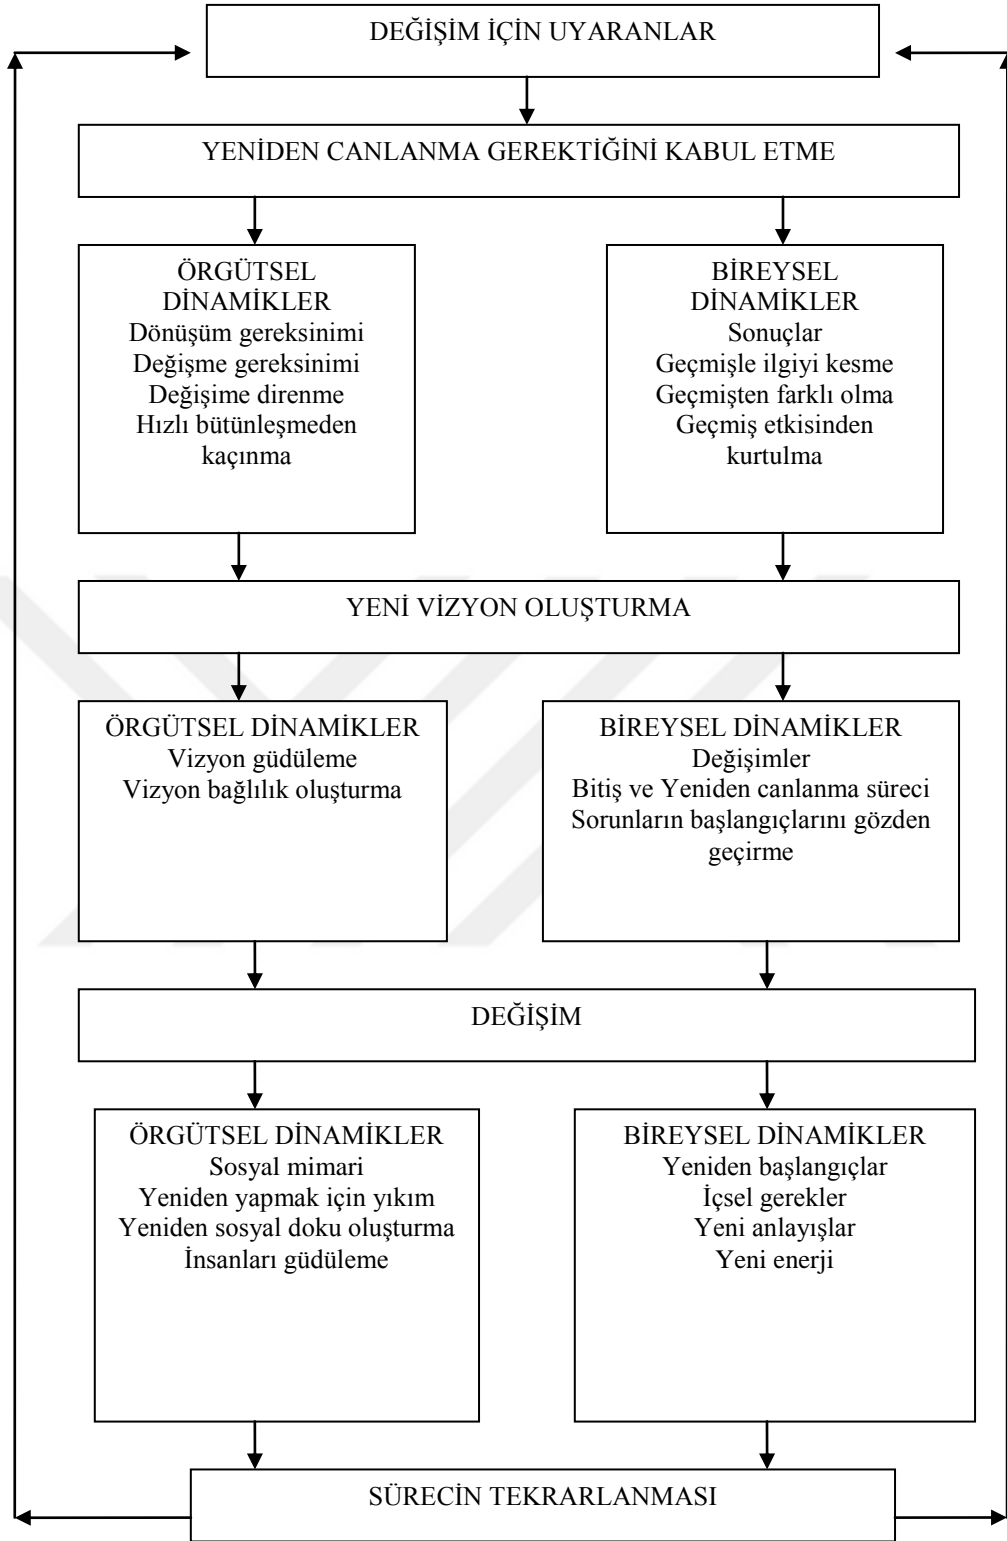 DEĞİŞİM İÇİN UYARANLAR
YENİDEN CANLANMA GEREKTİĞİNİ KABUL ETME
ÖRGÜTSEL
DİNAMİKLER
Dönüşüm gereksinimi
Değişme gereksinimi
Değişime direnme
Hızlı bütünleşmeden
kaçınma
BİREYSEL
DİNAMİKLER
Sonuçlar
Geçmişle ilgiyi kesme
Geçmişten farklı olma
Geçmiş etkisinden
kurtulma
YENİ VİZYON OLUŞTURMA
ÖRGÜTSEL DİNAMİKLER
Vizyon güdüleme
Vizyon bağlılık oluşturma
BİREYSEL DİNAMİKLER
Değişimler
Bitiş ve Yeniden canlanma süreci
Sorunların başlangıçlarını gözden
geçirme
DEĞİŞİM
ÖRGÜTSEL DİNAMİKLER
Sosyal mimari
Yeniden yapmak için yıkım
Yeniden sosyal doku oluşturma
İnsanları güdüleme
BİREYSEL DİNAMİKLER
Yeniden başlangıçlar
İçsel gerekler
Yeni anlayışlar
Yeni enerji
SÜRECİN TEKRARLANMASI